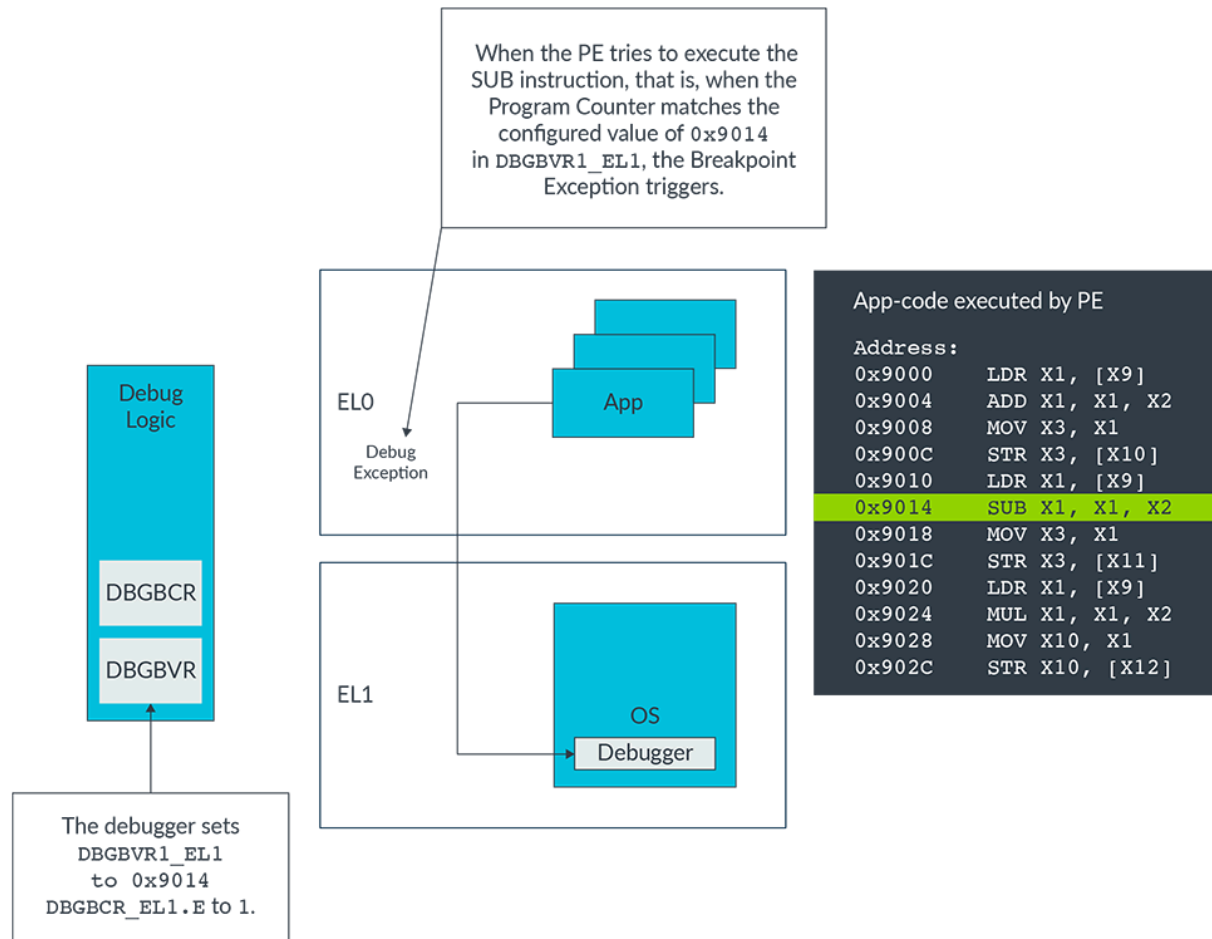 When the PE tries to execute the
SUB instruction, that is, when the
Program Counter matches the
configured value of 0x9014
in DBGBVR1_EL1, the Breakpoint
Exception triggers.
Debug
Logic
DBGBCR
DBGBVR
The debugger sets
DBGBVR1_EL1
to 0x9014
DBGBCR_EL1.E to 1.
EL0
Debug
Exception
App
EL1
OS
Debugger
App-code executed by PE
Address:
0x9000 LDR X1, [X9]
0x9004 ADD X1, X1, X2
0x9008 MOV X3, X1
0x900C STR X3, [X10]
0x9010 LDR X1, [X9]
0x9014 SUB X1, X1, X2
0x9018 MOV X3, X1
0x901C STR X3, [X11]
0x9020 LDR X1, [X9]
0x9024 MUL X1, X1, X2
0x9028 MOV X10, X1
0x902C STR X10, [X12]